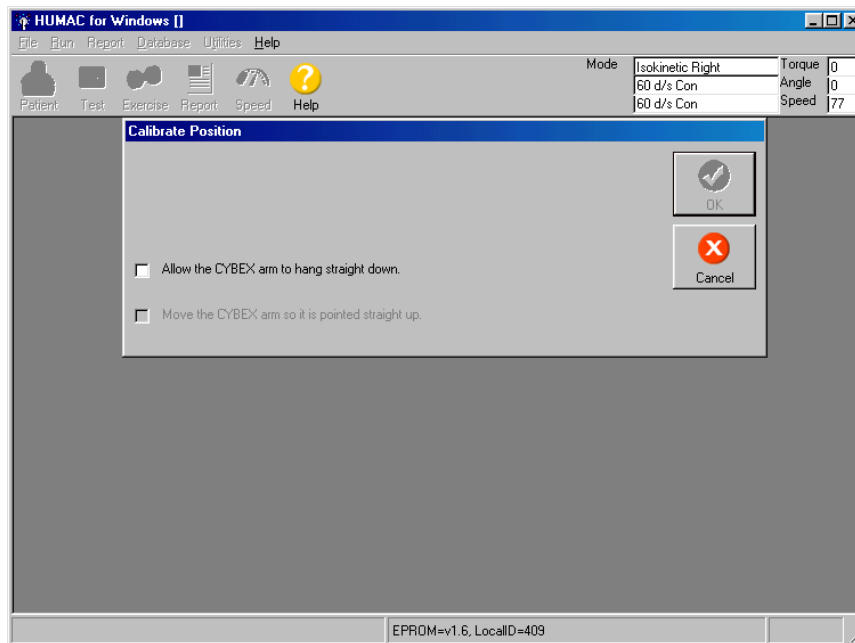 HUMAC for Windows []
File Run Report Database Utilities Help
Patient Test Exercise Report Speed Help
Mode Isokinetic Right Torque 0
60 d/s Con Angle 0
60 d/s Con Speed 77
Calibrate Position
OK
Allow the CYBEX arm to hang straight down.
Cancel
Move the CYBEX arm so it is pointed straight up.
EPROM=v1.6, LocalID=409